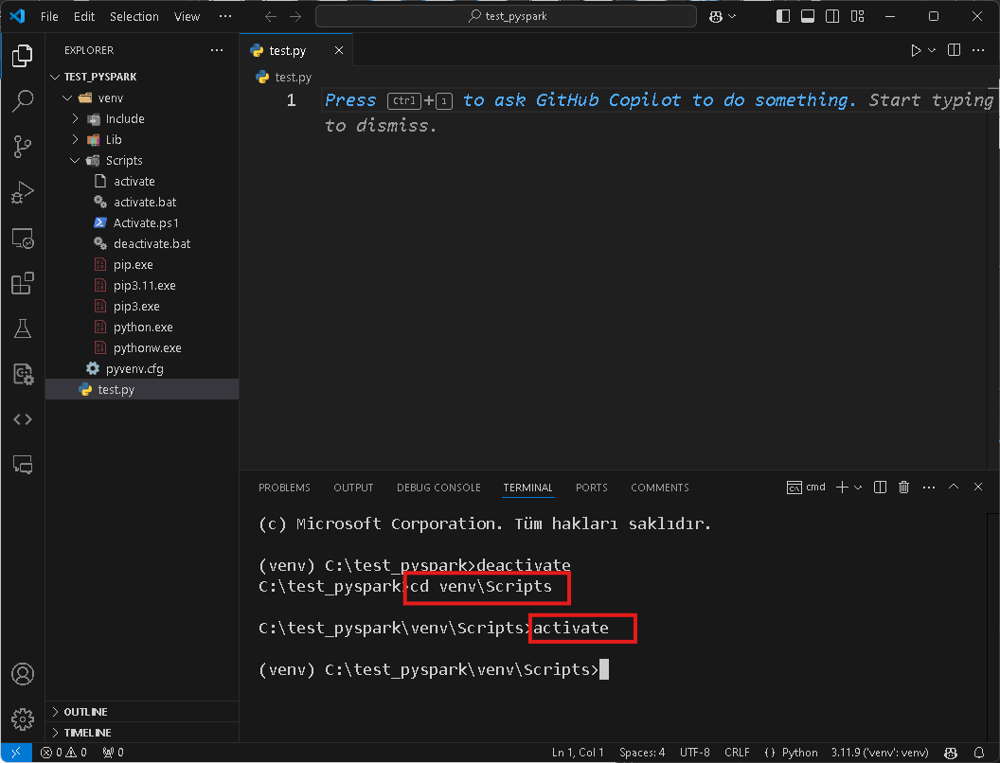 File Edit Selection View ··· test_pyspark
EXPLORER ···
TEST_PYSPARK
venv
Include
Lib
Scripts
activate
activate.bat
Activate.ps1
deactivate.bat
pip.exe
pip3.11.exe
pip3.exe
python.exe
pythonw.exe
pyvenv.cfg
test.py
OUTLINE
TIMELINE
test.py
test.py
1 Press Ctrl+i to ask GitHub Copilot to do something. Start typing
to dismiss.
PROBLEMS OUTPUT DEBUG CONSOLE TERMINAL PORTS COMMENTS cmd
(c) Microsoft Corporation. Tüm hakları saklıdır.
(venv) C:\test_pyspark>deactivate
C:\test_pyspark>cd venv\Scripts
C:\test_pyspark\venv\Scripts>activate
(venv) C:\test_pyspark\venv\Scripts>
0 0 0 Ln 1, Col 1 Spaces: 4 UTF-8 CRLF {} Python 3.11.9 ('venv': venv)